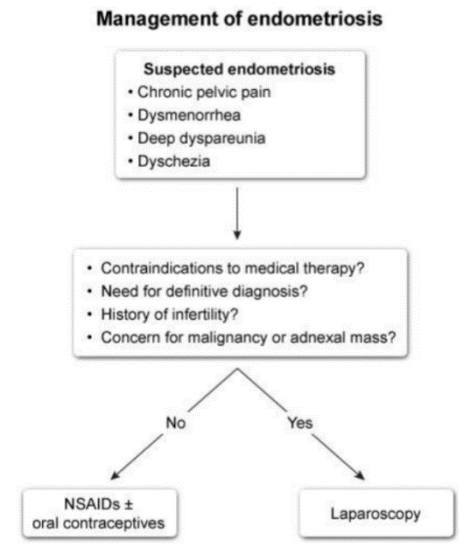 Management of endometriosis
Suspected endometriosis
• Chronic pelvic pain
• Dysmenorrhea
• Deep dyspareunia
• Dyschezia
• Contraindications to medical therapy?
• Need for definitive diagnosis?
• History of infertility?
• Concern for malignancy or adnexal mass?
No
Yes
NSAIDs ±
oral contraceptives
Laparoscopy